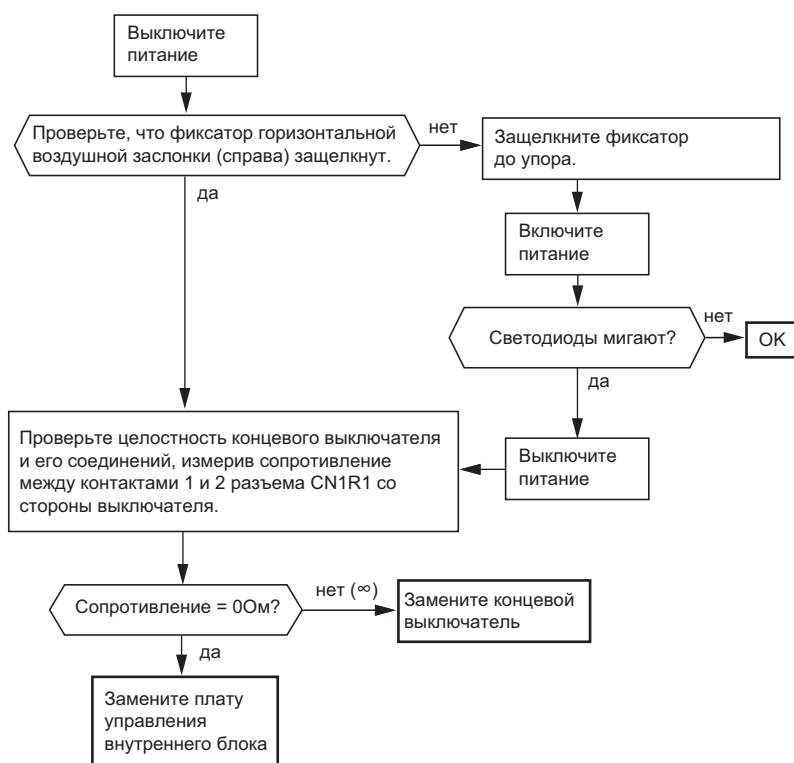 Выключите
питание
Проверьте, что фиксатор горизонтальной
воздушной заслонки (справа) защелкнут.
нет
Защелкните фиксатор
до упора.
да
Включите
питание
Светодиоды мигают?
нет
OK
да
Выключите
питание
Проверьте целостность концевого выключателя
и его соединений, измерив сопротивление
между контактами 1 и 2 разъема CN1R1 со
стороны выключателя.
Сопротивление = 0Ом?
нет (∞)
Замените концевой
выключатель
да
Замените плату
управления
внутреннего блока